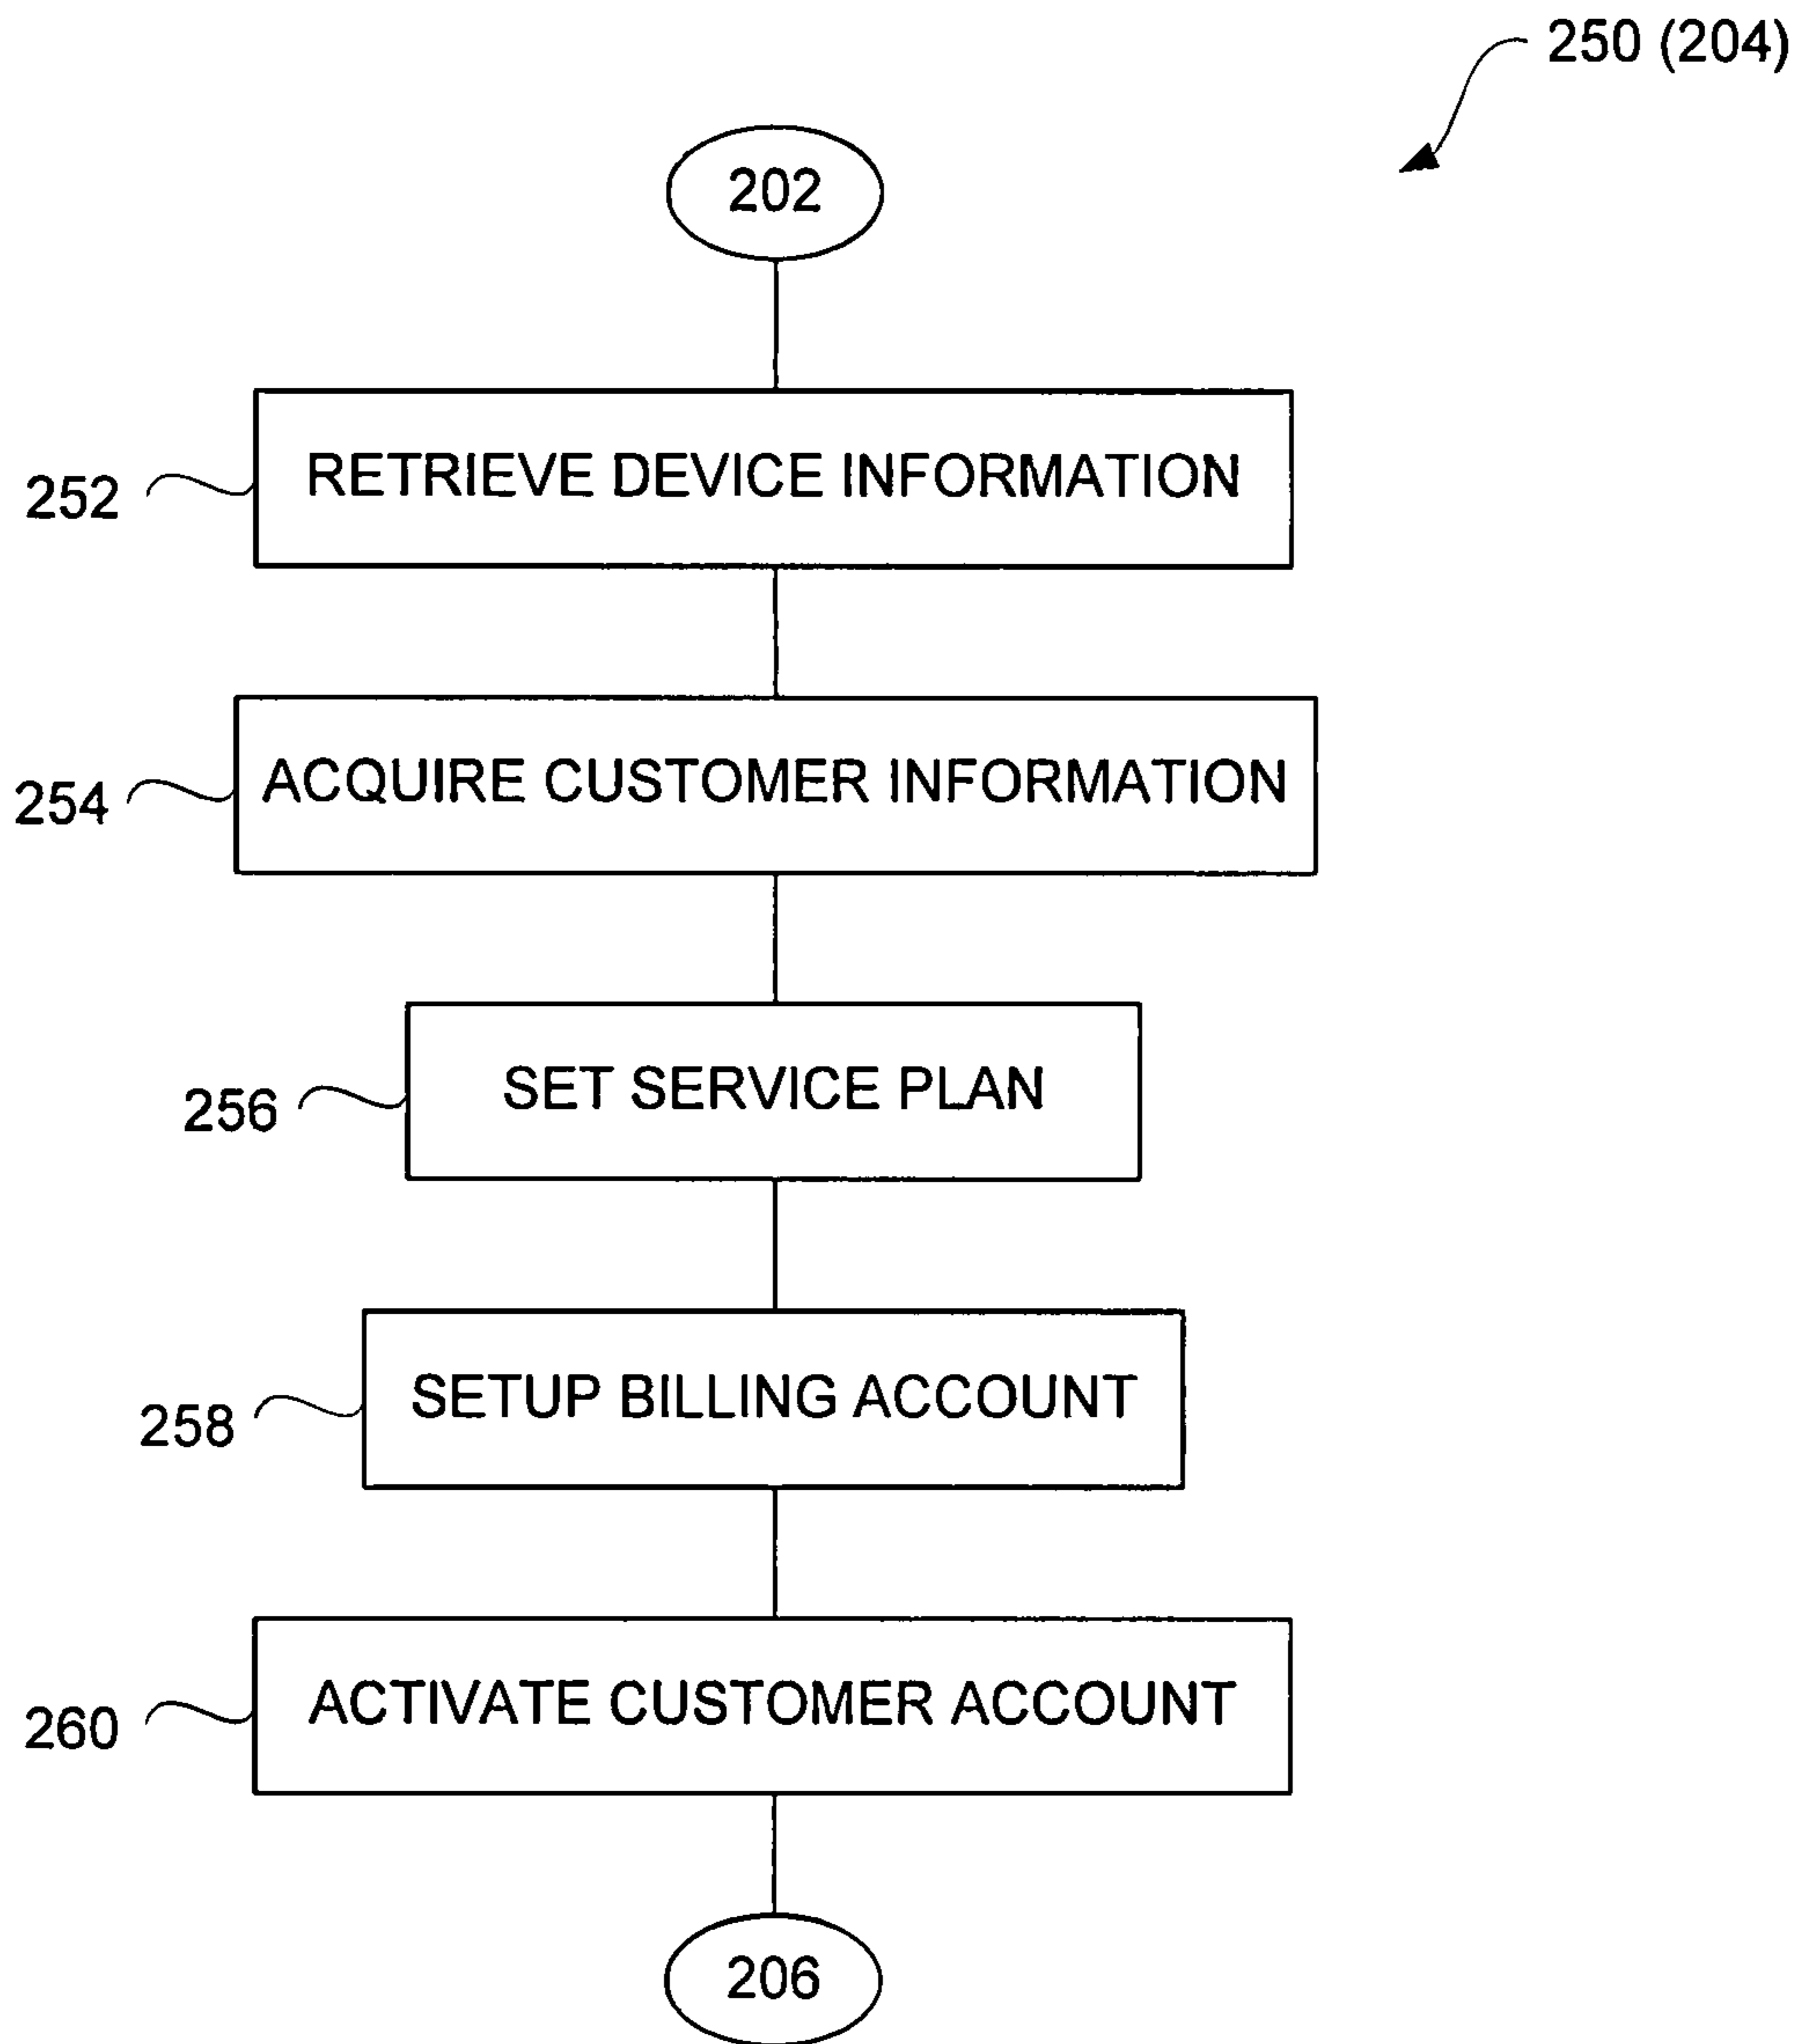 250 (204)
202
RETRIEVE DEVICE INFORMATION
252
ACQUIRE CUSTOMER INFORMATION
254
SET SERVICE PLAN
256
SETUP BILLING ACCOUNT
258
ACTIVATE CUSTOMER ACCOUNT
260
206